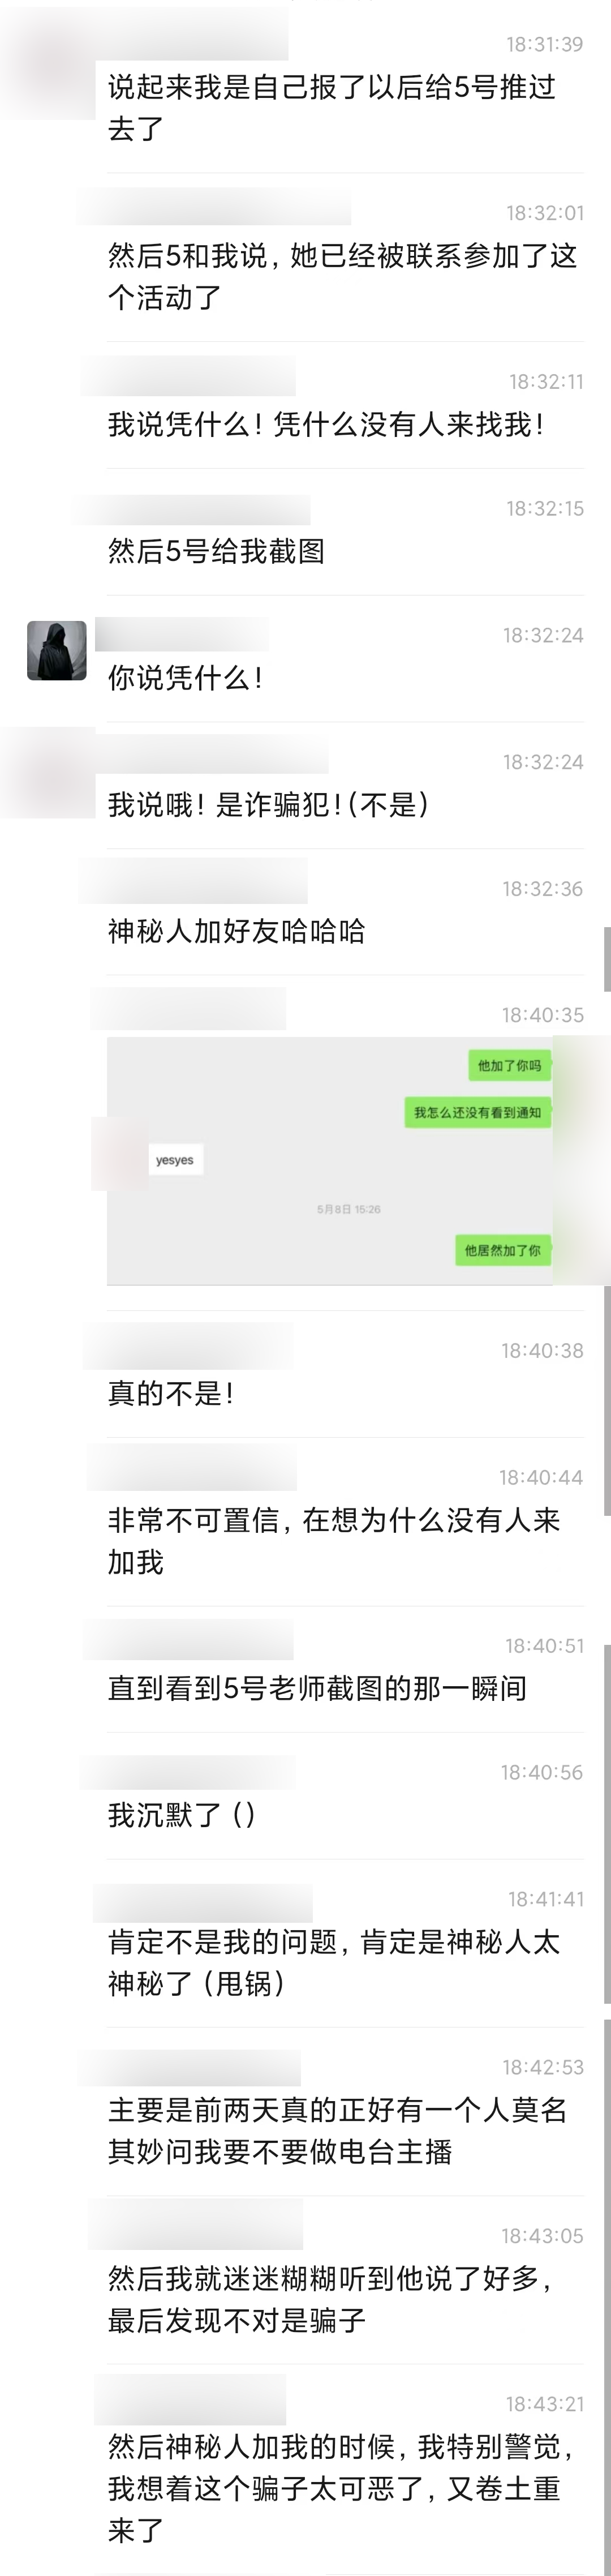 18:31:39
说起来我是自己报了以后给5号推过
去了
18:32:01
然后5和我说，她已经被联系参加了这
个活动了
18:32:11
我说凭什么！凭什么没有人来找我！
18:32:15
然后5号给我截图
18:32:24
你说凭什么！
18:32:24
我说哦！是诈骗犯！（不是）
18:32:36
神秘人加好友哈哈哈
18:40:35
他加了你吗
我怎么还没有看到通知
yesyes
5月8日 15:26
他居然加了你
18:40:38
真的不是！
18:40:44
非常不可置信，在想为什么没有人来
加我
18:40:51
直到看到5号老师截图的那一瞬间
18:40:56
我沉默了（）
18:41:41
肯定不是我的问题，肯定是神秘人太
神秘了（甩锅）
18:42:53
主要是前两天真的正好有一个人莫名
其妙问我要不要做电台主播
18:43:05
然后我就迷迷糊糊听到他说了好多，
最后发现不对是骗子
18:43:21
然后神秘人加我的时候，我特别警觉，
我想着这个骗子太可恶了，又卷土重
来了